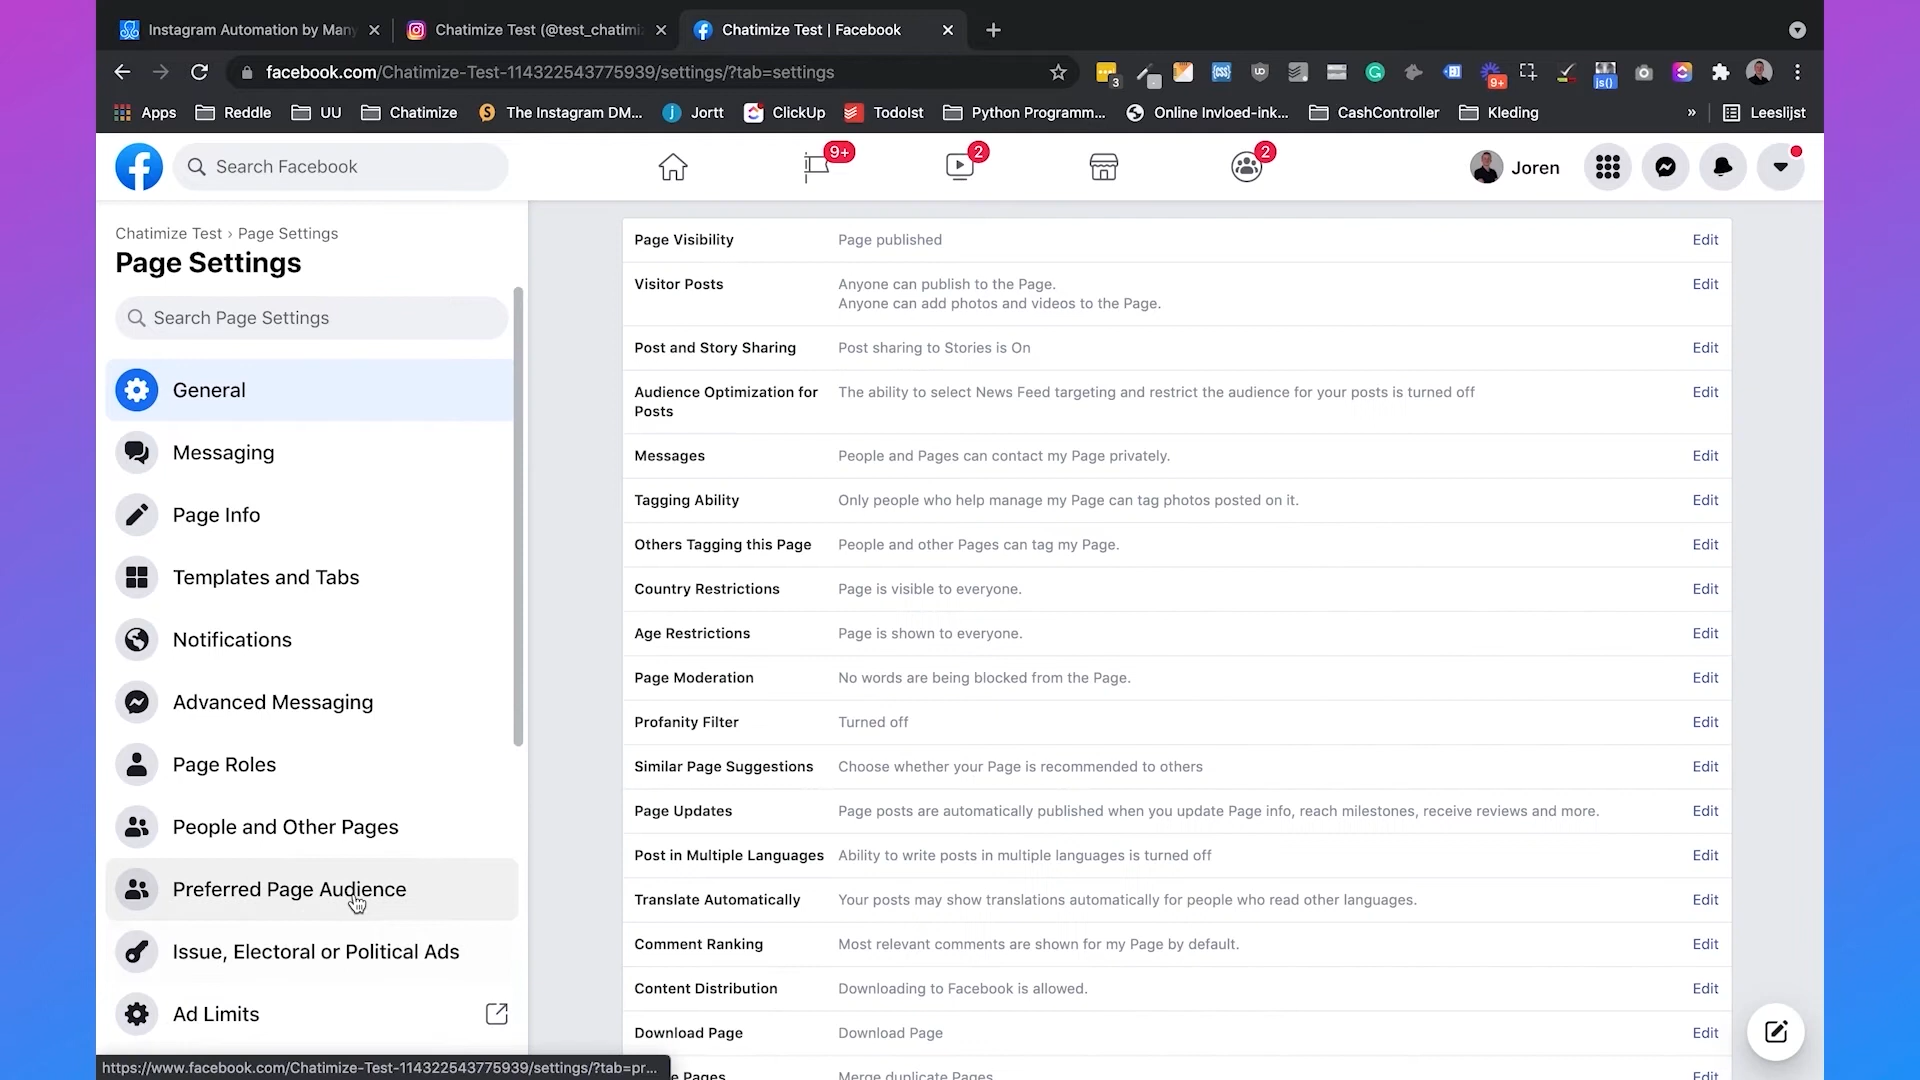 Instagram Automation by Many
Chatimize Test (@test_chatimiz
Chatimize Test | Facebook
facebook.com/Chatimize-Test-114322543775939/settings/?tab=settings
3
9+
js()
Apps
Reddle
UU
Chatimize
The Instagram DM...
Jortt
ClickUp
TodoIst
Python Programm...
Online Invloed-ink...
CashController
Kleding
»
Leeslijst
Search Facebook
9+
2
2
Joren
Chatimize Test › Page Settings
Page Settings
Search Page Settings
General
Messaging
Page Info
Templates and Tabs
Notifications
Advanced Messaging
Page Roles
People and Other Pages
Preferred Page Audience
Issue, Electoral or Political Ads
Ad Limits
Page Visibility Page published Edit
Visitor Posts Anyone can publish to the Page. Edit
Anyone can add photos and videos to the Page.
Post and Story Sharing Post sharing to Stories is On Edit
Audience Optimization for The ability to select News Feed targeting and restrict the audience for your posts is turned off Edit
Posts
Messages People and Pages can contact my Page privately. Edit
Tagging Ability Only people who help manage my Page can tag photos posted on it. Edit
Others Tagging this Page People and other Pages can tag my Page. Edit
Country Restrictions Page is visible to everyone. Edit
Age Restrictions Page is shown to everyone. Edit
Page Moderation No words are being blocked from the Page. Edit
Profanity Filter Turned off Edit
Similar Page Suggestions Choose whether your Page is recommended to others Edit
Page Updates Page posts are automatically published when you update Page info, reach milestones, receive reviews and more. Edit
Post in Multiple Languages Ability to write posts in multiple languages is turned off Edit
Translate Automatically Your posts may show translations automatically for people who read other languages. Edit
Comment Ranking Most relevant comments are shown for my Page by default. Edit
Content Distribution Downloading to Facebook is allowed. Edit
Download Page Download Page Edit
e Pages Merge duplicate Pages Edit
https://www.facebook.com/Chatimize-Test-114322543775939/settings/?tab=pr...